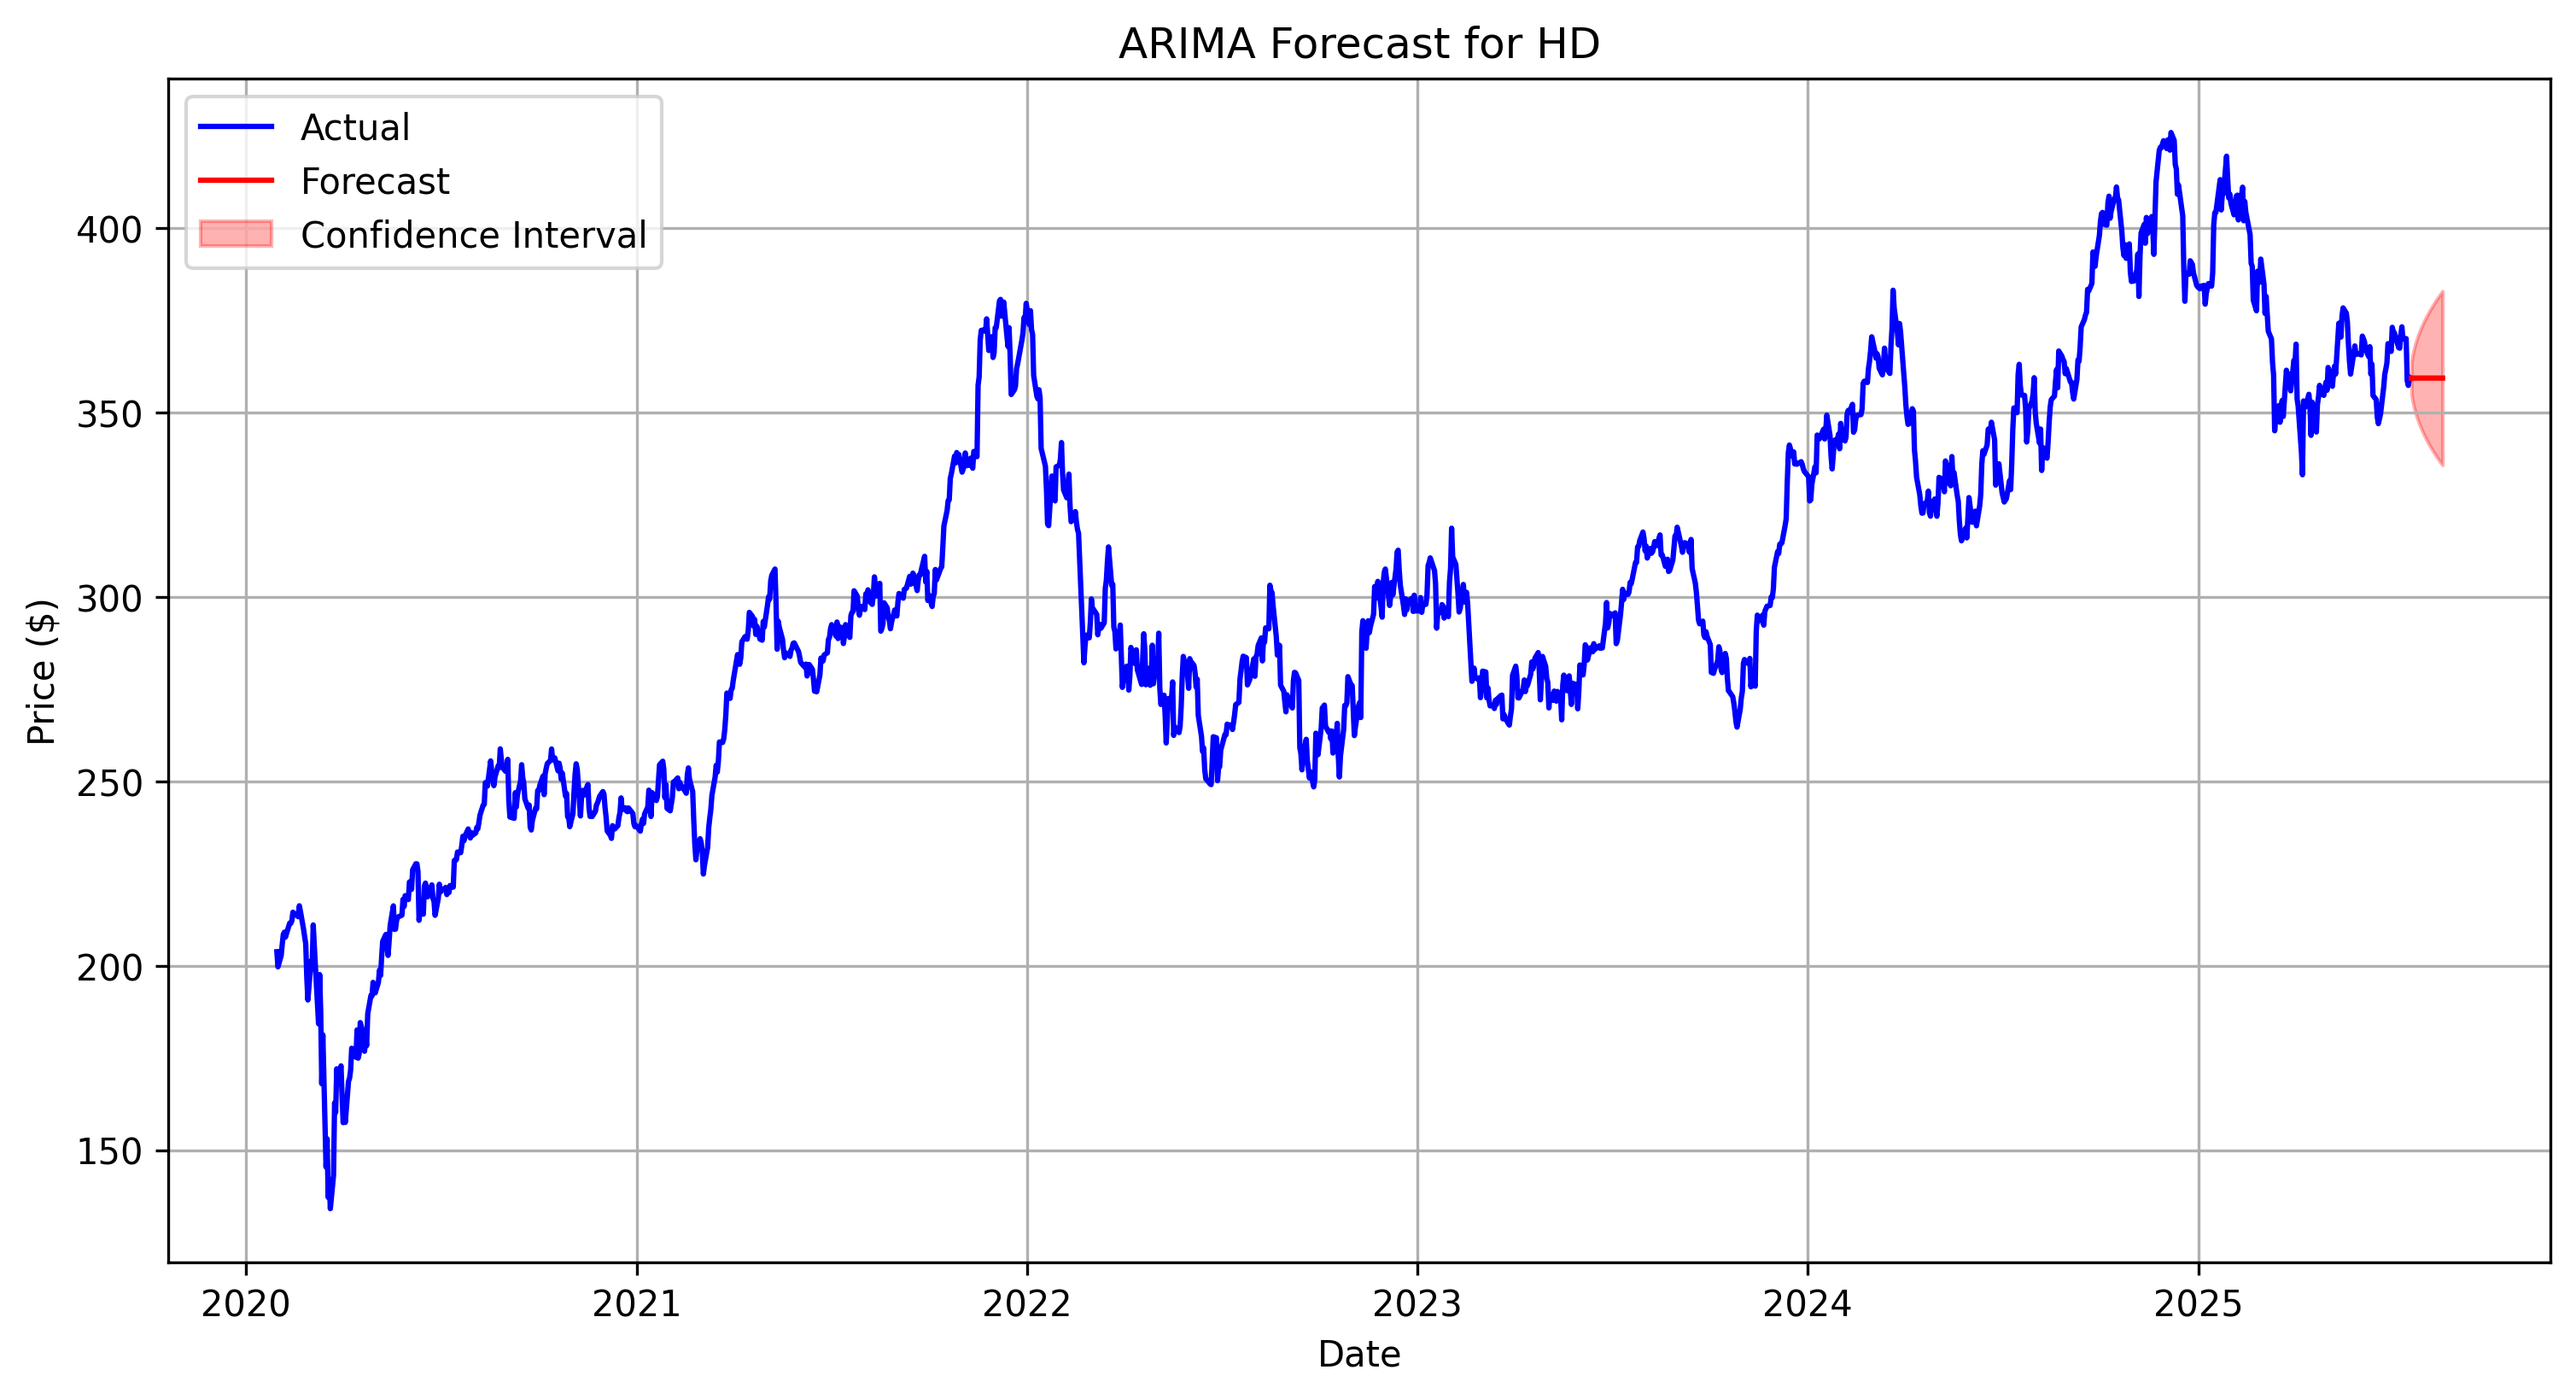 ARIMA Forecast for HD
Actual
Forecast
Confidence Interval
400
350
300
250
200
150
Price ($)
2020 2021 2022 2023 2024 2025
Date